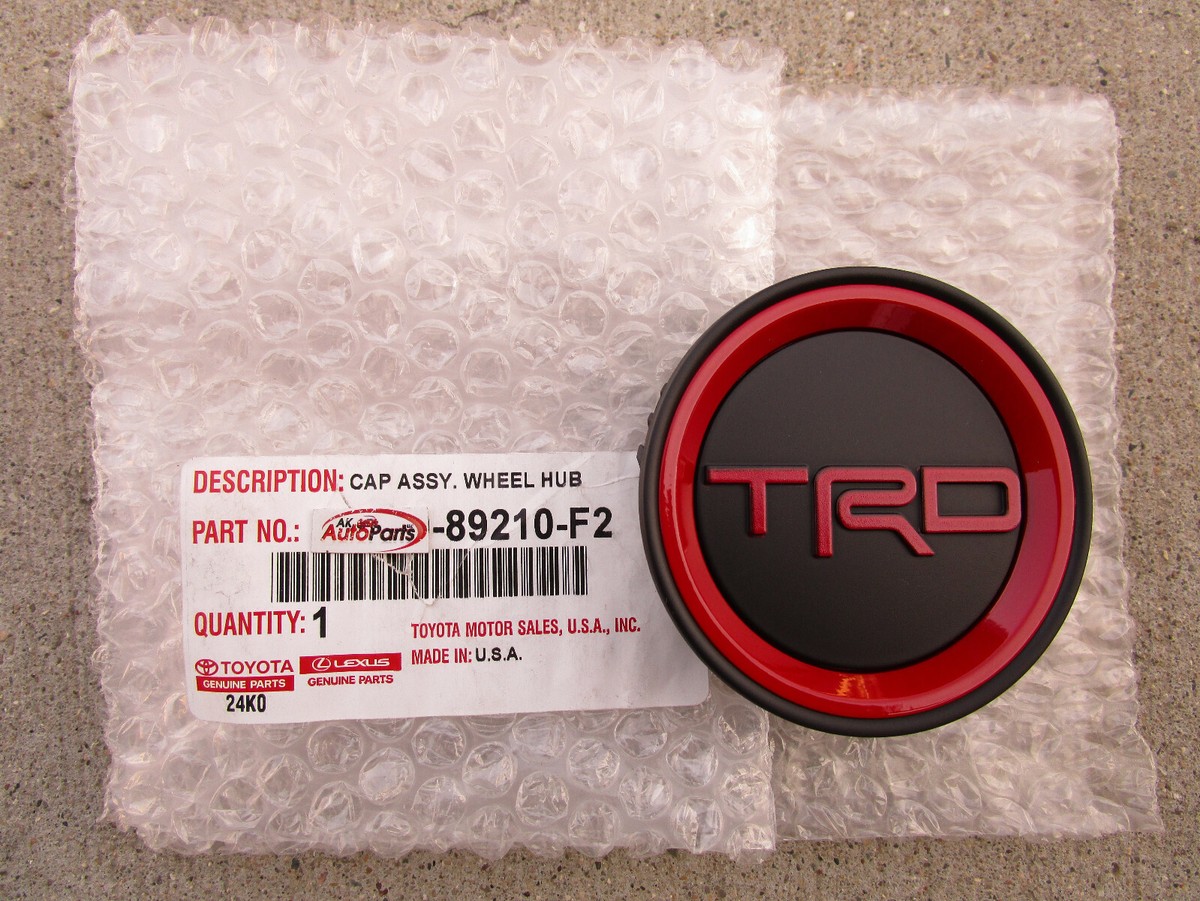 DESCRIPTION: CAP ASSY. WHEEL HUB
PART NO.: AK AutoParts -89210-F2
QUANTITY: 1
TOYOTA MOTOR SALES, U.S.A., INC.
MADE IN: U.S.A.
TOYOTA
GENUINE PARTS
LEXUS
GENUINE PARTS
24K0
TRD